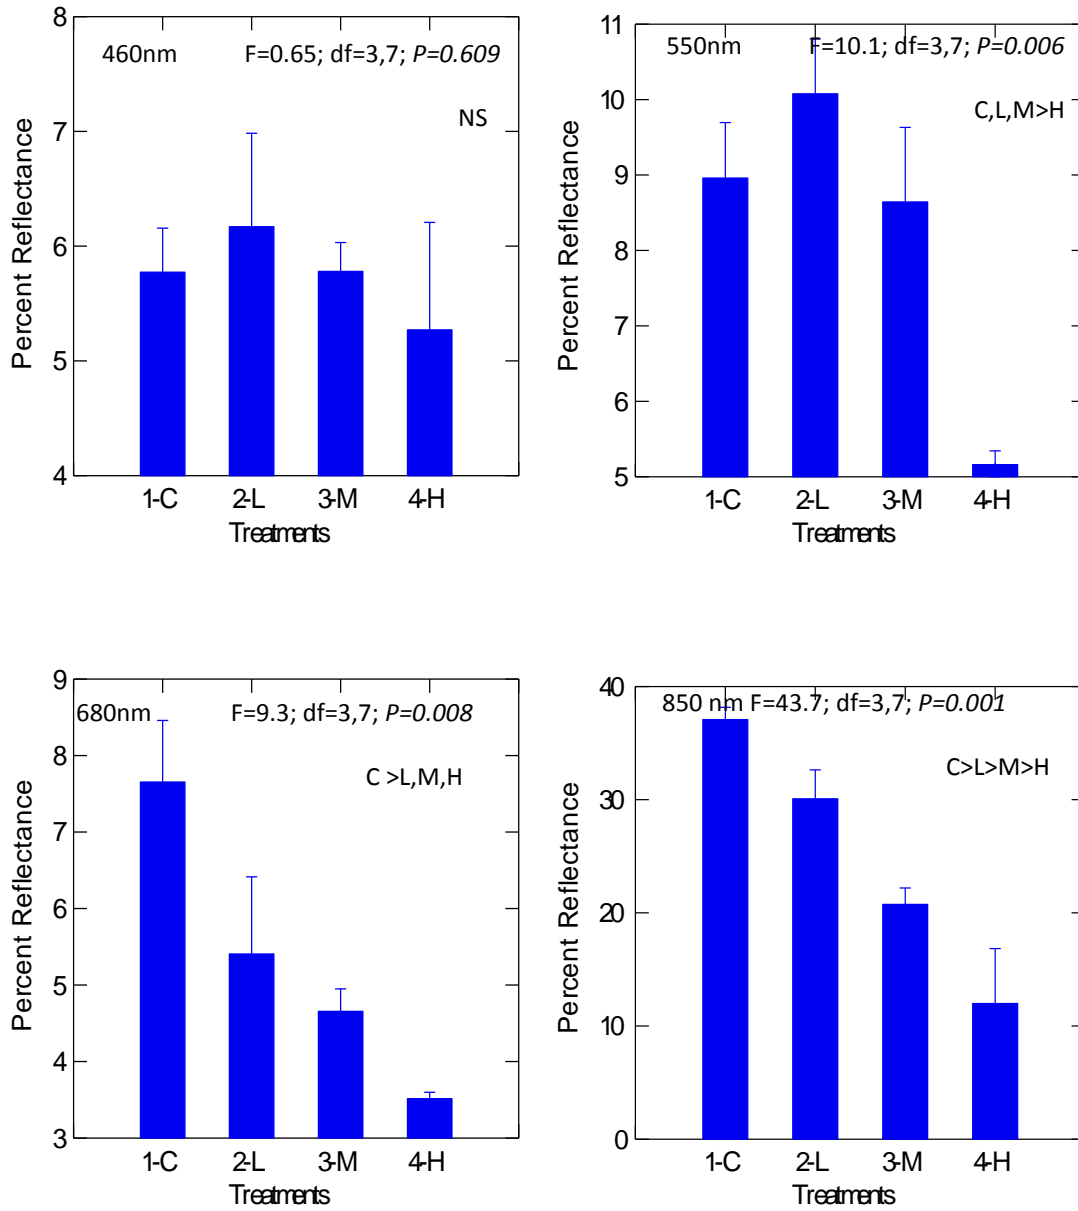 8
460nm F=0.65; df=3,7; P=0.609
NS
7
6
5
4
Percent Reflectance
1-C 2-L 3-M 4-H
Treatments
11
550nm F=10.1; df=3,7; P=0.006
C,L,M>H
10
9
8
7
6
5
Percent Reflectance
1-C 2-L 3-M 4-H
Treatments
9
680nm F=9.3; df=3,7; P=0.008
C >L,M,H
8
7
6
5
4
3
Percent Reflectance
1-C 2-L 3-M 4-H
Treatments
40
850 nm F=43.7; df=3,7; P=0.001
C>L>M>H
30
20
10
0
Percent Reflectance
1-C 2-L 3-M 4-H
Treatments